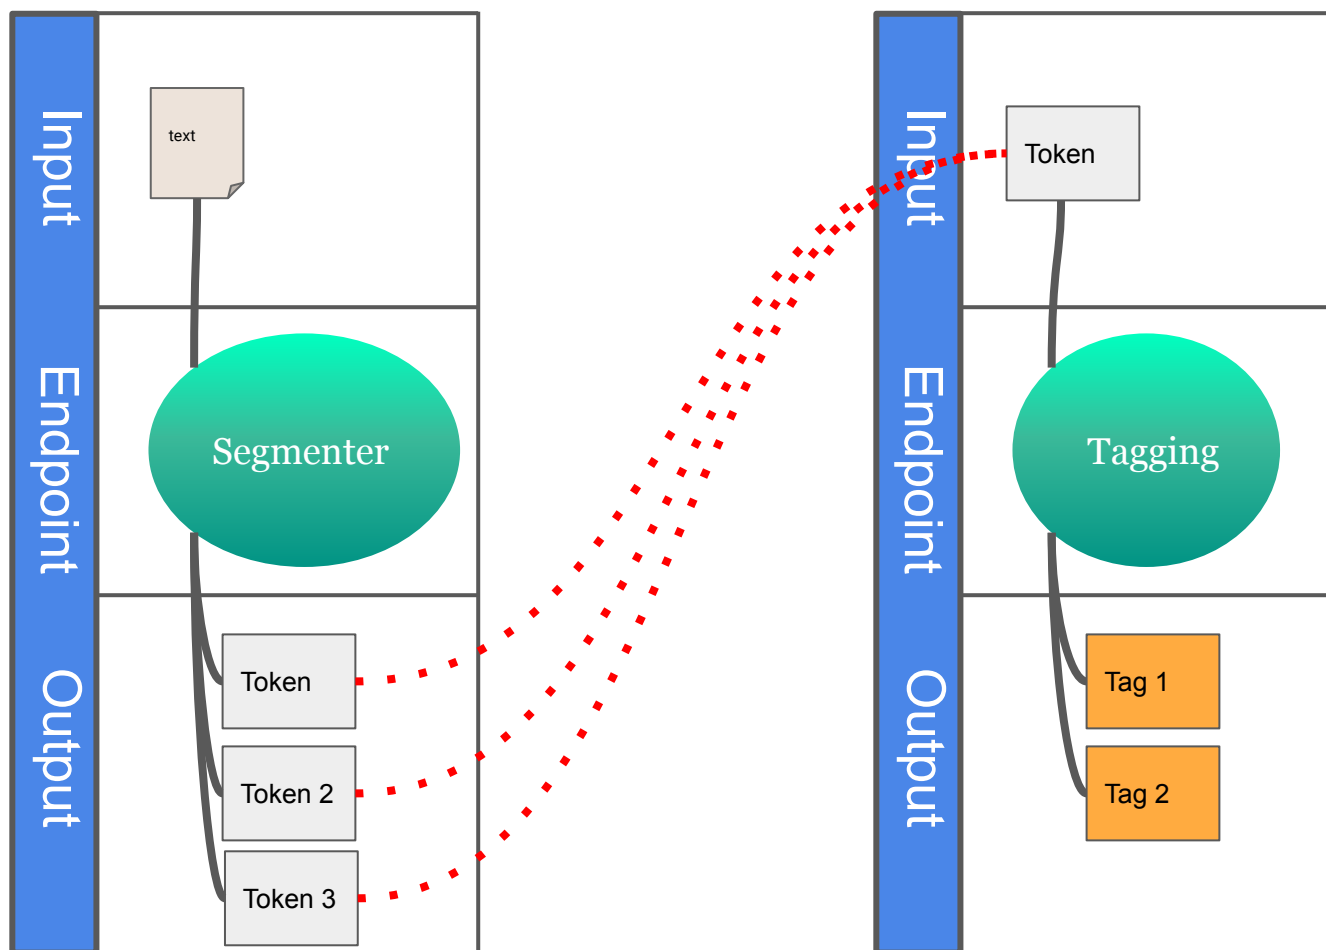 Input
text
Endpoint
Segmenter
Output
Token
Token 2
Token 3
Input
Token
Endpoint
Tagging
Output
Tag 1
Tag 2